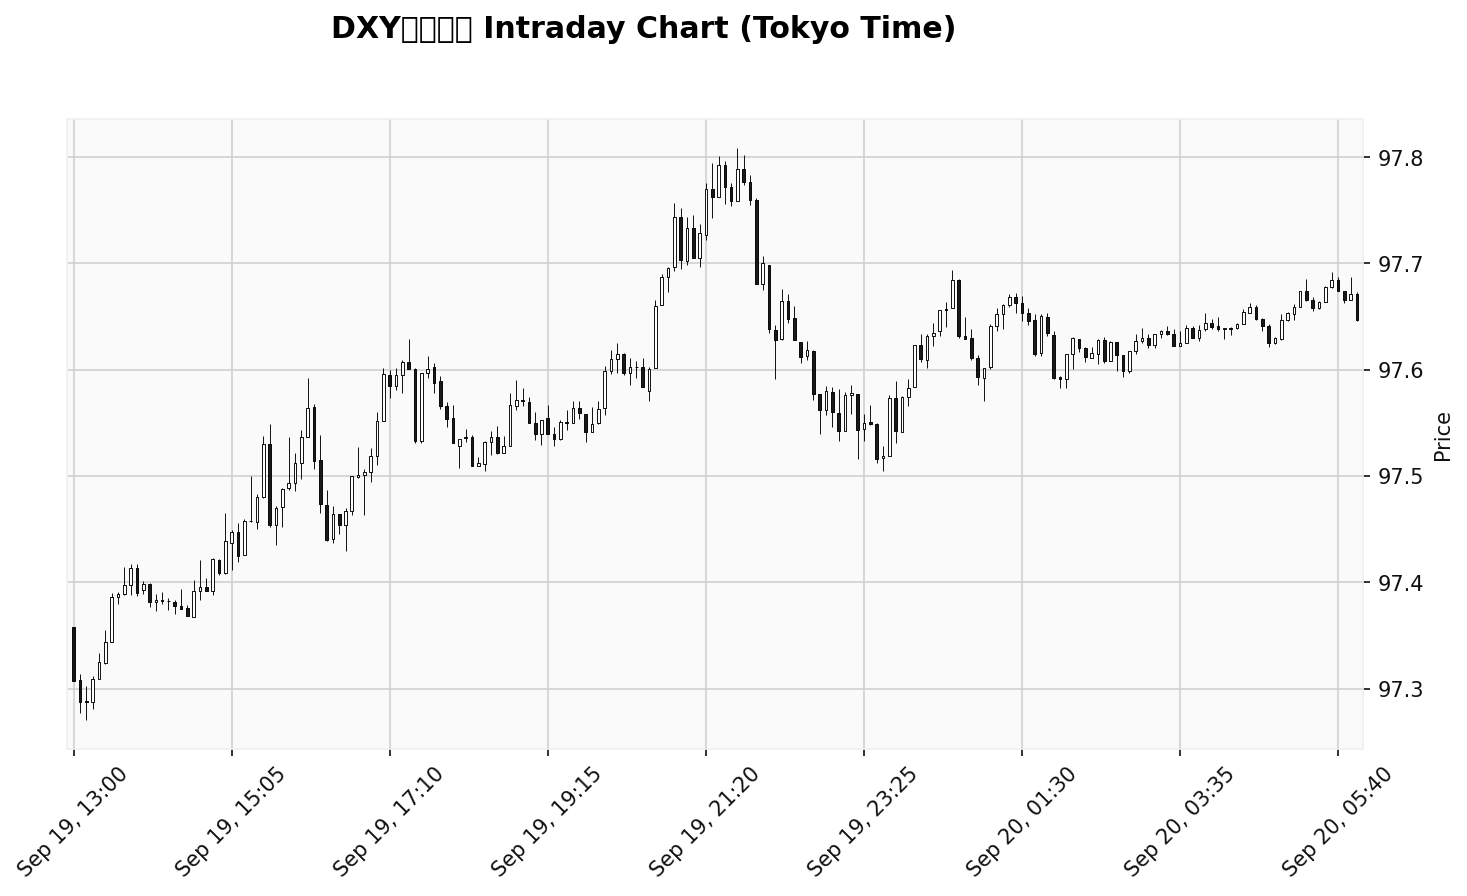 DXY Intraday Chart (Tokyo Time)
97.8
97.7
97.6
97.5
97.4
97.3
Price
Sep 19, 13:00
Sep 19, 15:05
Sep 19, 17:10
Sep 19, 19:15
Sep 19, 21:20
Sep 19, 23:25
Sep 20, 01:30
Sep 20, 03:35
Sep 20, 05:40